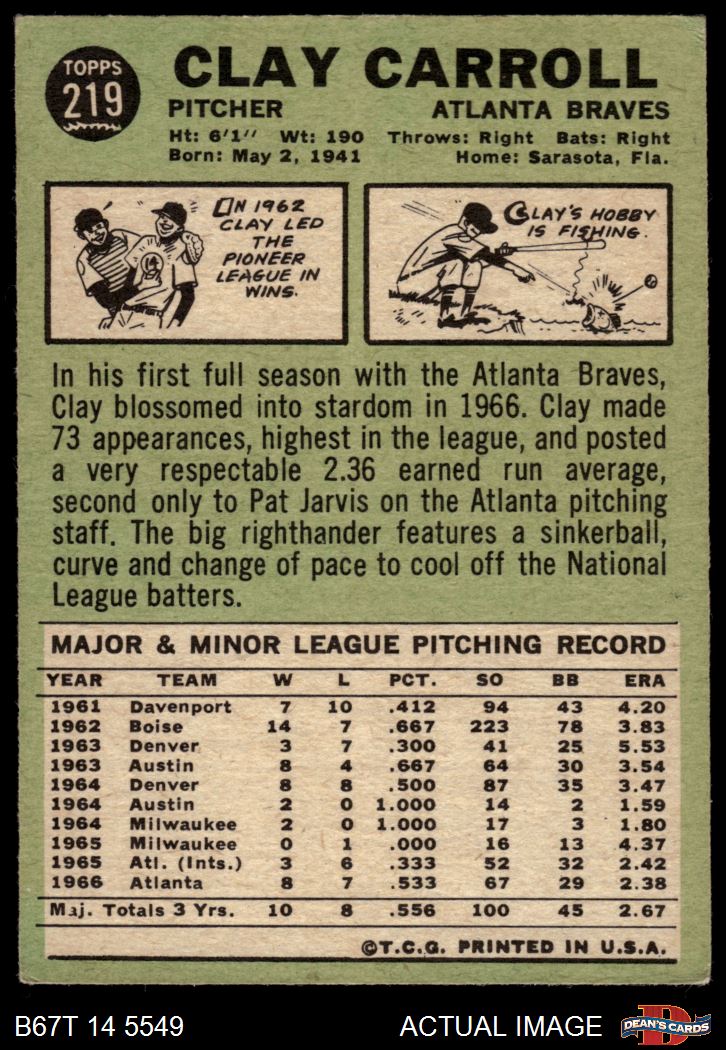 TOPPS
219
CLAY CARROLL
PITCHER ATLANTA BRAVES
Ht: 6'1" Wt: 190 Throws: Right Bats: Right
Born: May 2, 1941 Home: Sarasota, Fla.
IN 1962
CLAY LED
THE
PIONEER
LEAGUE IN
WINS.
CLAY'S HOBBY
IS FISHING.
In his first full season with the Atlanta Braves,
Clay blossomed into stardom in 1966. Clay made
73 appearances, highest in the league, and posted
a very respectable 2.36 earned run average,
second only to Pat Jarvis on the Atlanta pitching
staff. The big righthander features a sinkerball,
curve and change of pace to cool off the National
League batters.
MAJOR & MINOR LEAGUE PITCHING RECORD
YEAR TEAM W L PCT. SO BB ERA
1961 Davenport 7 10 .412 94 43 4.20
1962 Boise 14 7 .667 223 78 3.83
1963 Denver 3 7 .300 41 25 5.53
1963 Austin 8 4 .667 64 30 3.54
1964 Denver 8 8 .500 87 35 3.47
1964 Austin 2 0 1.000 14 2 1.59
1964 Milwaukee 2 0 1.000 17 3 1.80
1965 Milwaukee 0 1 .000 16 13 4.37
1965 Atl. (Ints.) 3 6 .333 52 32 2.42
1966 Atlanta 8 7 .533 67 29 2.38
Maj. Totals 3 Yrs. 10 8 .556 100 45 2.67
©T.C.G. PRINTED IN U.S.A.
B67T 14 5549 ACTUAL IMAGE
DEAN'S CARDS